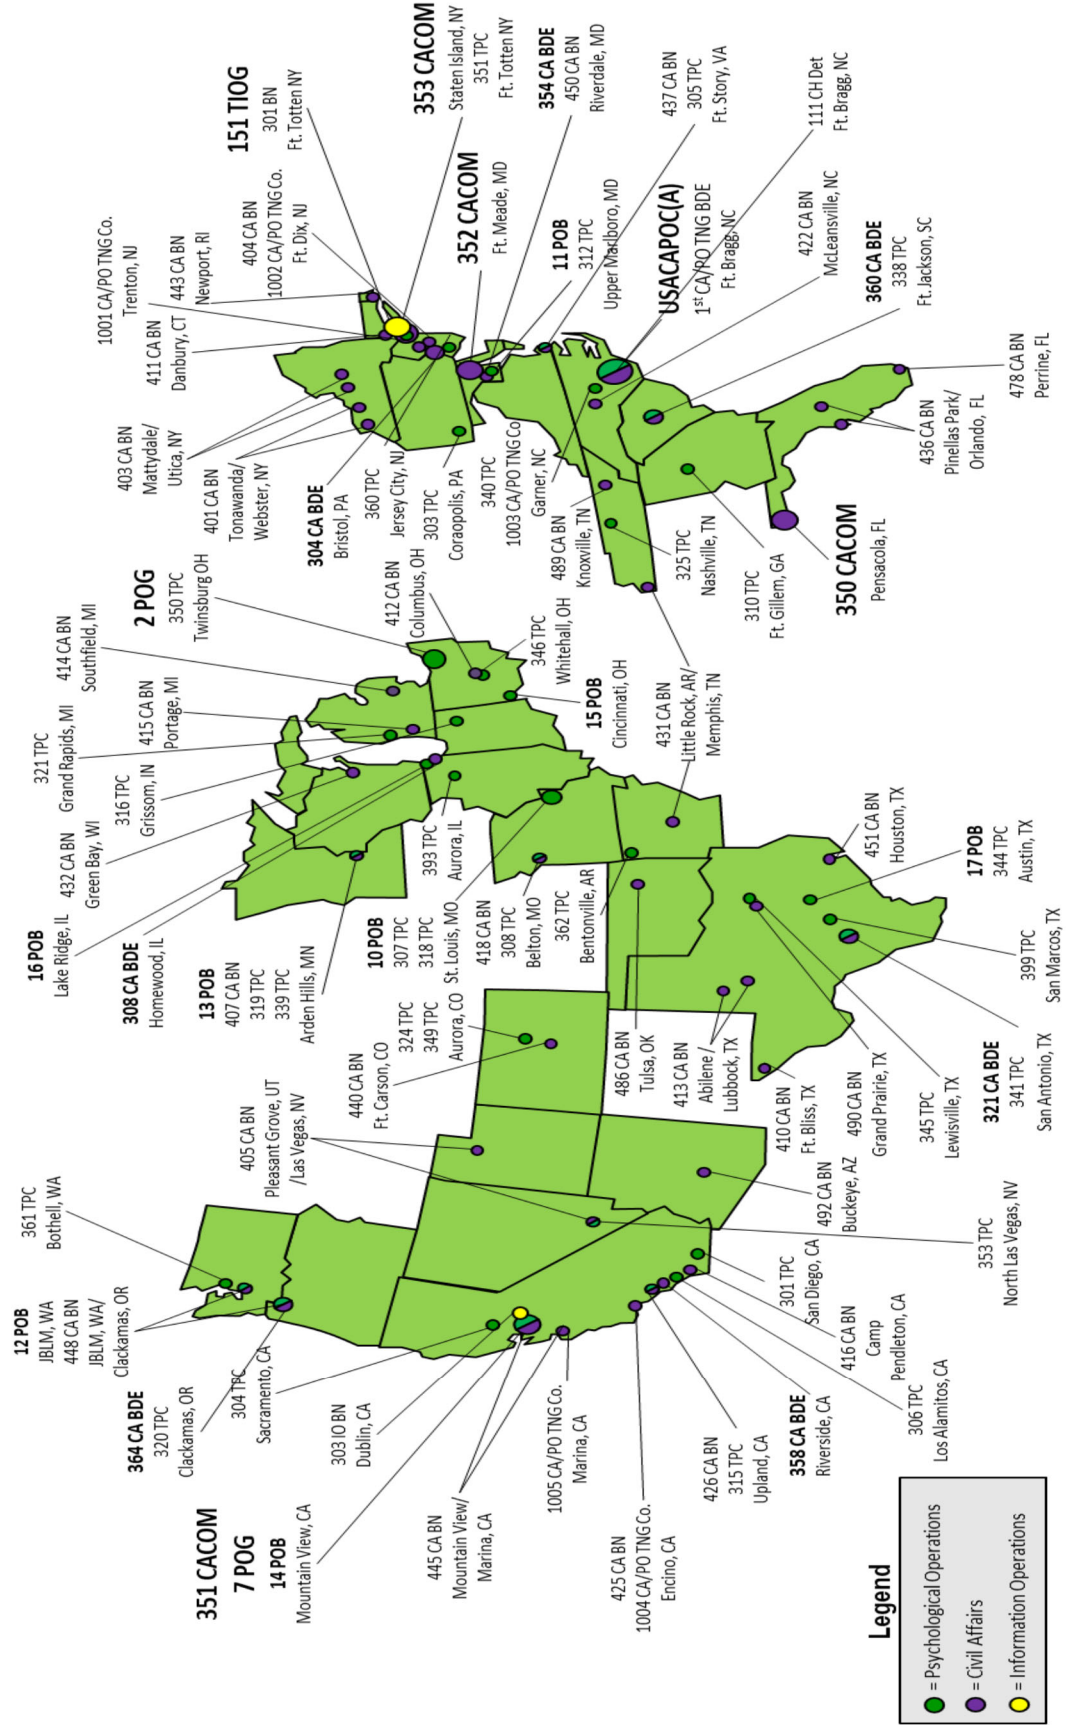 12 POB
JBLM, WA
448 CA BN
JBLM, WA/
Clackamas, OR
361 TPC
Bothell, WA
364 CA BDE
320 TPC
Clackamas, OR
304 TPC
Sacramento, CA
303 IO BN
Dublin, CA
351 CACOM
7 POG
14 POB
Mountain View, CA
445 CA BN
Mountain View/
Marina, CA
1005 CA/PO TNG Co.
Marina, CA
425 CA BN
1004 CA/PO TNG Co.
Encino, CA
426 CA BN
315 TPC
Upland, CA
358 CA BDE
Riverside, CA
306 TPC
Los Alamitos, CA
416 CA BN
Camp
Pendleton, CA
301 TPC
San Diego, CA
353 TPC
North Las Vegas, NV
492 CA BN
Buckeye, AZ
405 CA BN
Pleasant Grove, UT
/Las Vegas, NV
440 CA BN
Ft. Carson, CO
324 TPC
349 TPC
Aurora, CO
16 POB
Lake Ridge, IL
308 CA BDE
Homewood, IL
13 POB
407 CA BN
319 TPC
339 TPC
Arden Hills, MN
432 CA BN
Green Bay, WI
316 TPC
Grissom, IN
321 TPC
Grand Rapids, MI
415 CA BN
Portage, MI
414 CA BN
Southfield, MI
2 POG
350 TPC
Twinsburg OH
412 CA BN
Columbus, OH
346 TPC
Whitehall, OH
15 POB
Cincinnati, OH
393 TPC
Aurora, IL
10 POB
307 TPC
318 TPC
St. Louis, MO
418 CA BN
308 TPC
Belton, MO
362 TPC
Bentonville, AR
431 CA BN
Little Rock, AR/
Memphis, TN
486 CA BN
Tulsa, OK
413 CA BN
Abilene /
Lubbock, TX
410 CA BN
Ft. Bliss, TX
490 CA BN
Grand Prairie, TX
345 TPC
Lewisville, TX
321 CA BDE
341 TPC
San Antonio, TX
399 TPC
San Marcos, TX
17 POB
344 TPC
Austin, TX
451 CA BN
Houston, TX
403 CA BN
Mattydale/
Utica, NY
401 CA BN
Tonawanda/
Webster, NY
304 CA BDE
Bristol, PA
360 TPC
Jersey City, NJ
303 TPC
Coraopolis, PA
1001 CA/PO TNG Co.
Trenton, NJ
411 CA BN
Danbury, CT
443 CA BN
Newport, RI
404 CA BN
1002 CA/PO TNG Co.
Ft. Dix, NJ
151 TIOG
301 BN
Ft. Totten NY
353 CACOM
Staten Island, NY
351 TPC
Ft. Totten NY
352 CACOM
Ft. Meade, MD
354 CA BDE
450 CA BN
Riverdale, MD
11 POB
312 TPC
Upper Marlboro, MD
437 CA BN
305 TPC
Ft. Story, VA
USACAPOC(A)
1st CA/PO TNG BDE
Ft. Bragg, NC
111 CH Det
Ft. Bragg, NC
422 CA BN
McLeansville, NC
360 CA BDE
338 TPC
Ft. Jackson, SC
340 TPC
1003 CA/PO TNG Co
Garner, NC
489 CA BN
Knoxville, TN
325 TPC
Nashville, TN
310 TPC
Ft. Gillem, GA
350 CACOM
Pensacola, FL
436 CA BN
Pinellas Park/
Orlando, FL
478 CA BN
Perrine, FL
Legend
= Psychological Operations
= Civil Affairs
= Information Operations